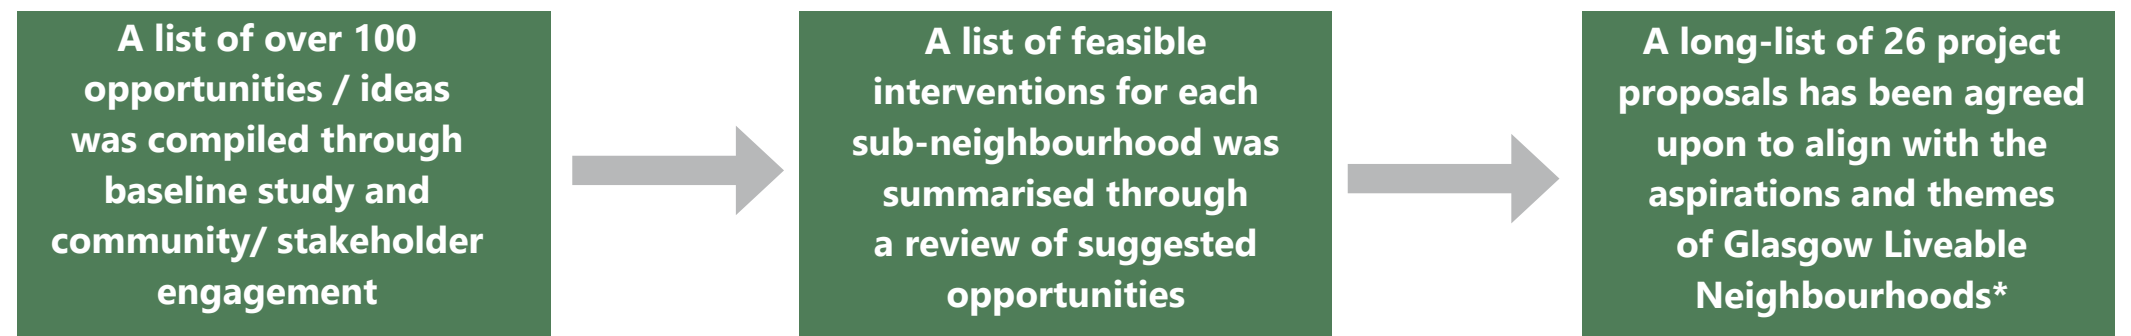 A list of over 100
opportunities / ideas
was compiled through
baseline study and
community/ stakeholder
engagement
A list of feasible
interventions for each
sub-neighbourhood was
summarised through
a review of suggested
opportunities
A long-list of 26 project
proposals has been agreed
upon to align with the
aspirations and themes
of Glasgow Liveable
Neighbourhoods*